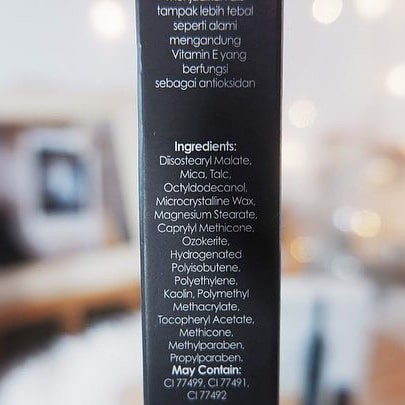 tampak lebih tebal
seperti alami
mengandung
Vitamin E yang
berfungsi
sebagai antioksidan
Ingredients:
Diisostearyl Malate,
Mica, Talc,
Octyldodecanol,
Microcrystalline Wax,
Magnesium Stearate,
Caprylyl Methicone,
Ozokerite,
Hydrogenated
Polyisobutene,
Polyethylene,
Kaolin, Polymethyl
Methacrylate,
Tocopheryl Acetate,
Methicone,
Methylparaben,
Propylparaben.
May Contain:
CI 77499, CI 77491,
CI 77492